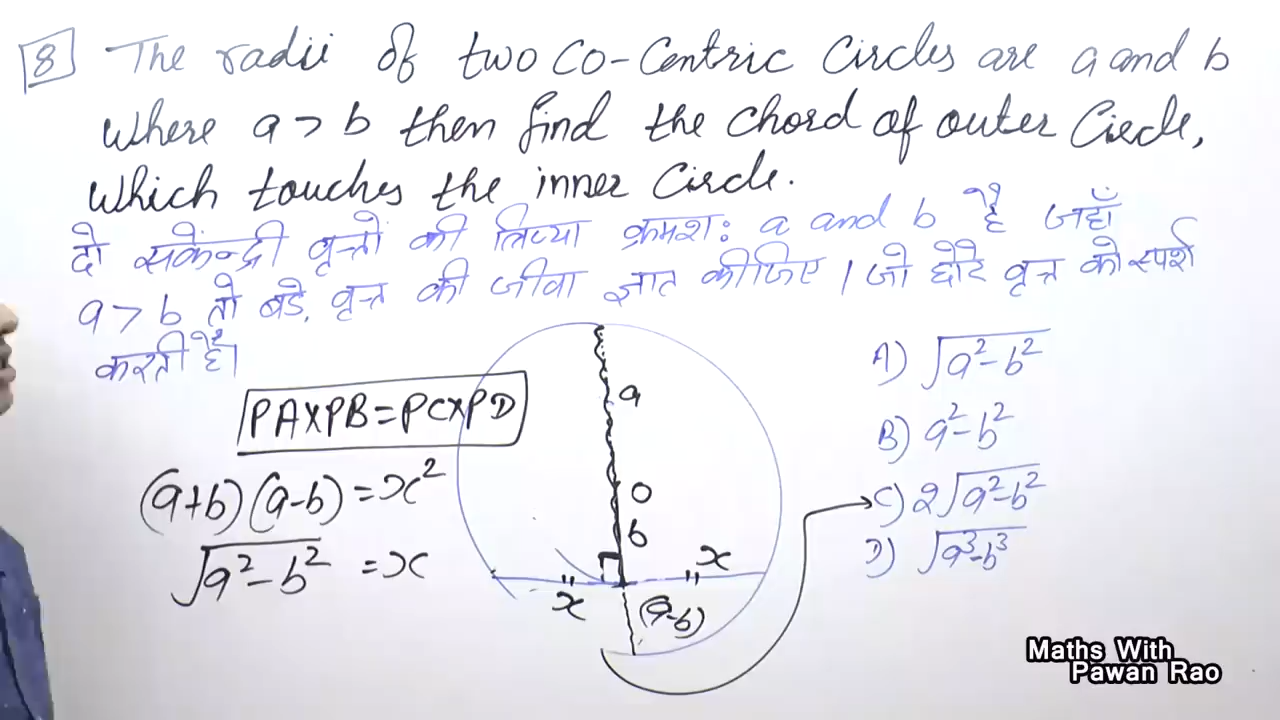 8 The radii of two Co-Centric Circles are a and b
where a > b then find the chord of outer Circle,
which touches the inner Circle.
दो सकेंन्द्री वृत्तों की त्रिज्या क्रमश: a and b है जहाँ
a > b तो बडे, वृत्त की जीवा ज्ञात कीजिए । जो छोटे वृत्त को स्पर्श
करती है।
PA×PB=PC×PD
(a+b)(a-b)=x²
√a²-b² =x
a
O
b
x
x
(a-b)
A) √a²-b²
B) a²-b²
C) 2√a²-b²
D) √a³-b³
Maths With
Pawan Rao